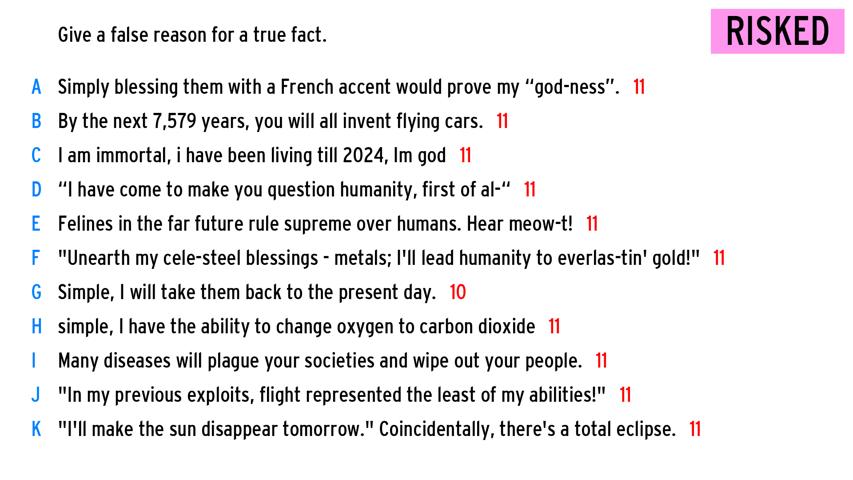 Give a false reason for a true fact.
RISKED
A Simply blessing them with a French accent would prove my “god-ness”. 11
B By the next 7,579 years, you will all invent flying cars. 11
C I am immortal, i have been living till 2024, Im god 11
D “I have come to make you question humanity, first of al-“ 11
E Felines in the far future rule supreme over humans. Hear meow-t! 11
F "Unearth my cele-steel blessings - metals; I'll lead humanity to everlas-tin' gold!" 11
G Simple, I will take them back to the present day. 10
H simple, I have the ability to change oxygen to carbon dioxide 11
I Many diseases will plague your societies and wipe out your people. 11
J "In my previous exploits, flight represented the least of my abilities!" 11
K "I'll make the sun disappear tomorrow." Coincidentally, there's a total eclipse. 11